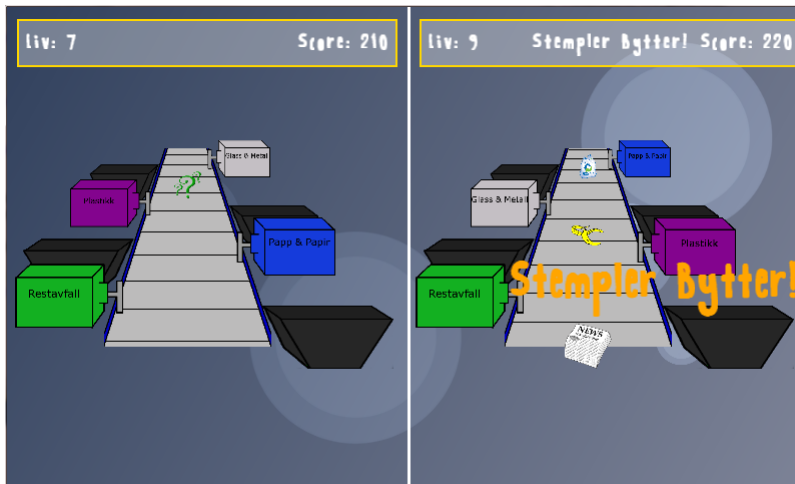 Liv: 7 Score: 210
Glass & Metall
Plastikk
Papp & Papir
Restavfall
???
Liv: 9 Stempler Bytter! Score: 220
Papp & Papir
Glass & Metall
Plastikk
Stempler Bytter!
Restavfall
NEWS